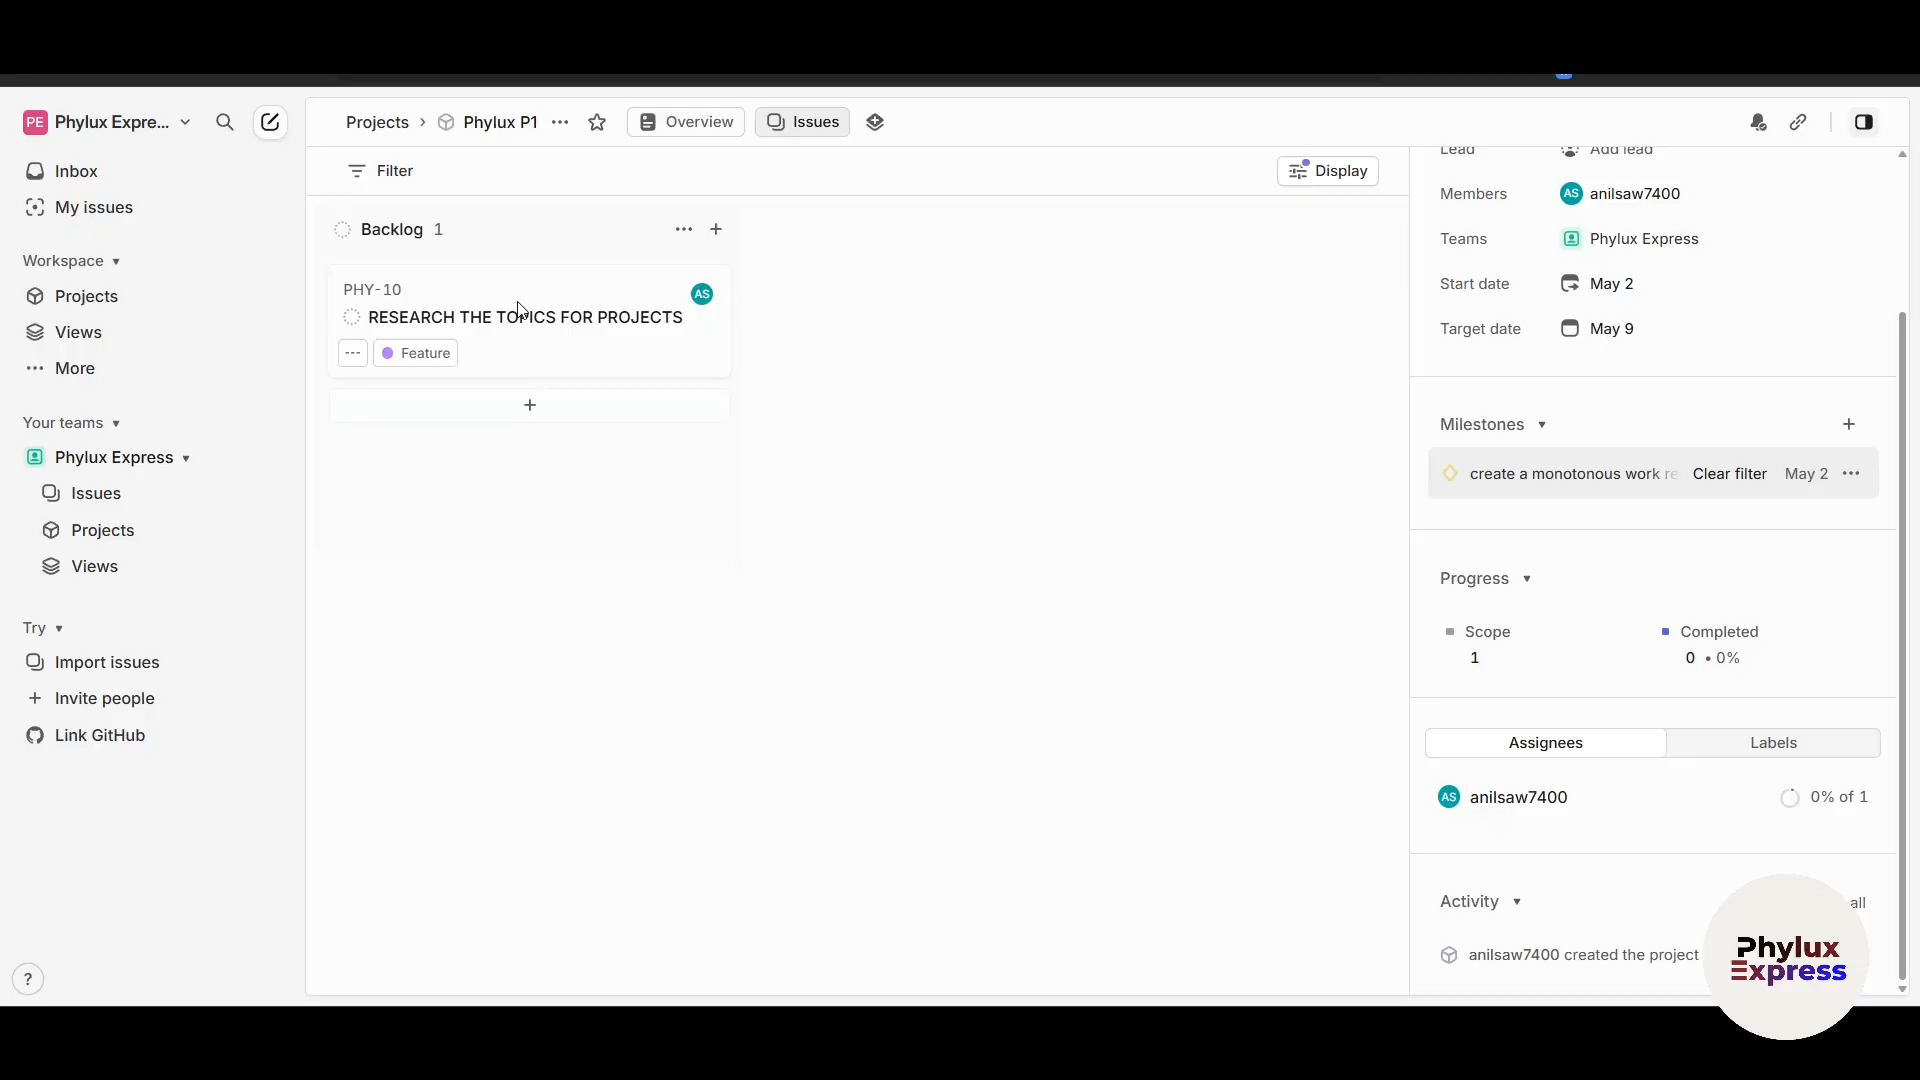 PE Phylux Expre...
Inbox
My issues
Workspace
Projects
Views
More
Your teams
Phylux Express
Issues
Projects
Views
Try
Import issues
Invite people
Link GitHub
?
Projects › Phylux P1 ... Overview Issues
Filter
Display
Backlog 1
PHY-10
AS
RESEARCH THE TOPICS FOR PROJECTS
--- Feature
Lead Add lead
Members AS anilsaw7400
Teams Phylux Express
Start date May 2
Target date May 9
Milestones
create a monotonous work re Clear filter May 2 ...
Progress
Scope Completed
1 0 • 0%
Assignees Labels
AS anilsaw7400 0% of 1
Activity all
anilsaw7400 created the project
Phylux
Express